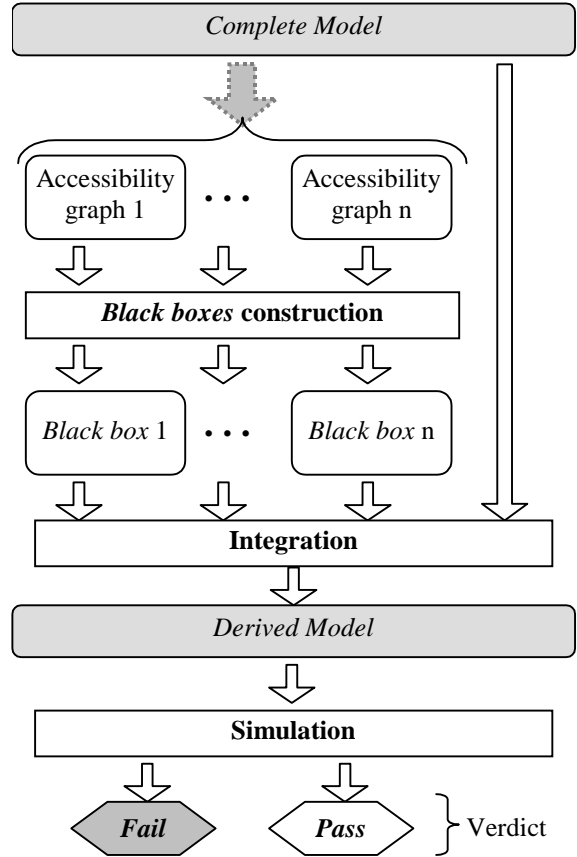 Complete Model
Accessibility
graph 1
. . .
Accessibility
graph n
Black boxes construction
Black box 1
. . .
Black box n
Integration
Derived Model
Simulation
Fail
Pass
Verdict